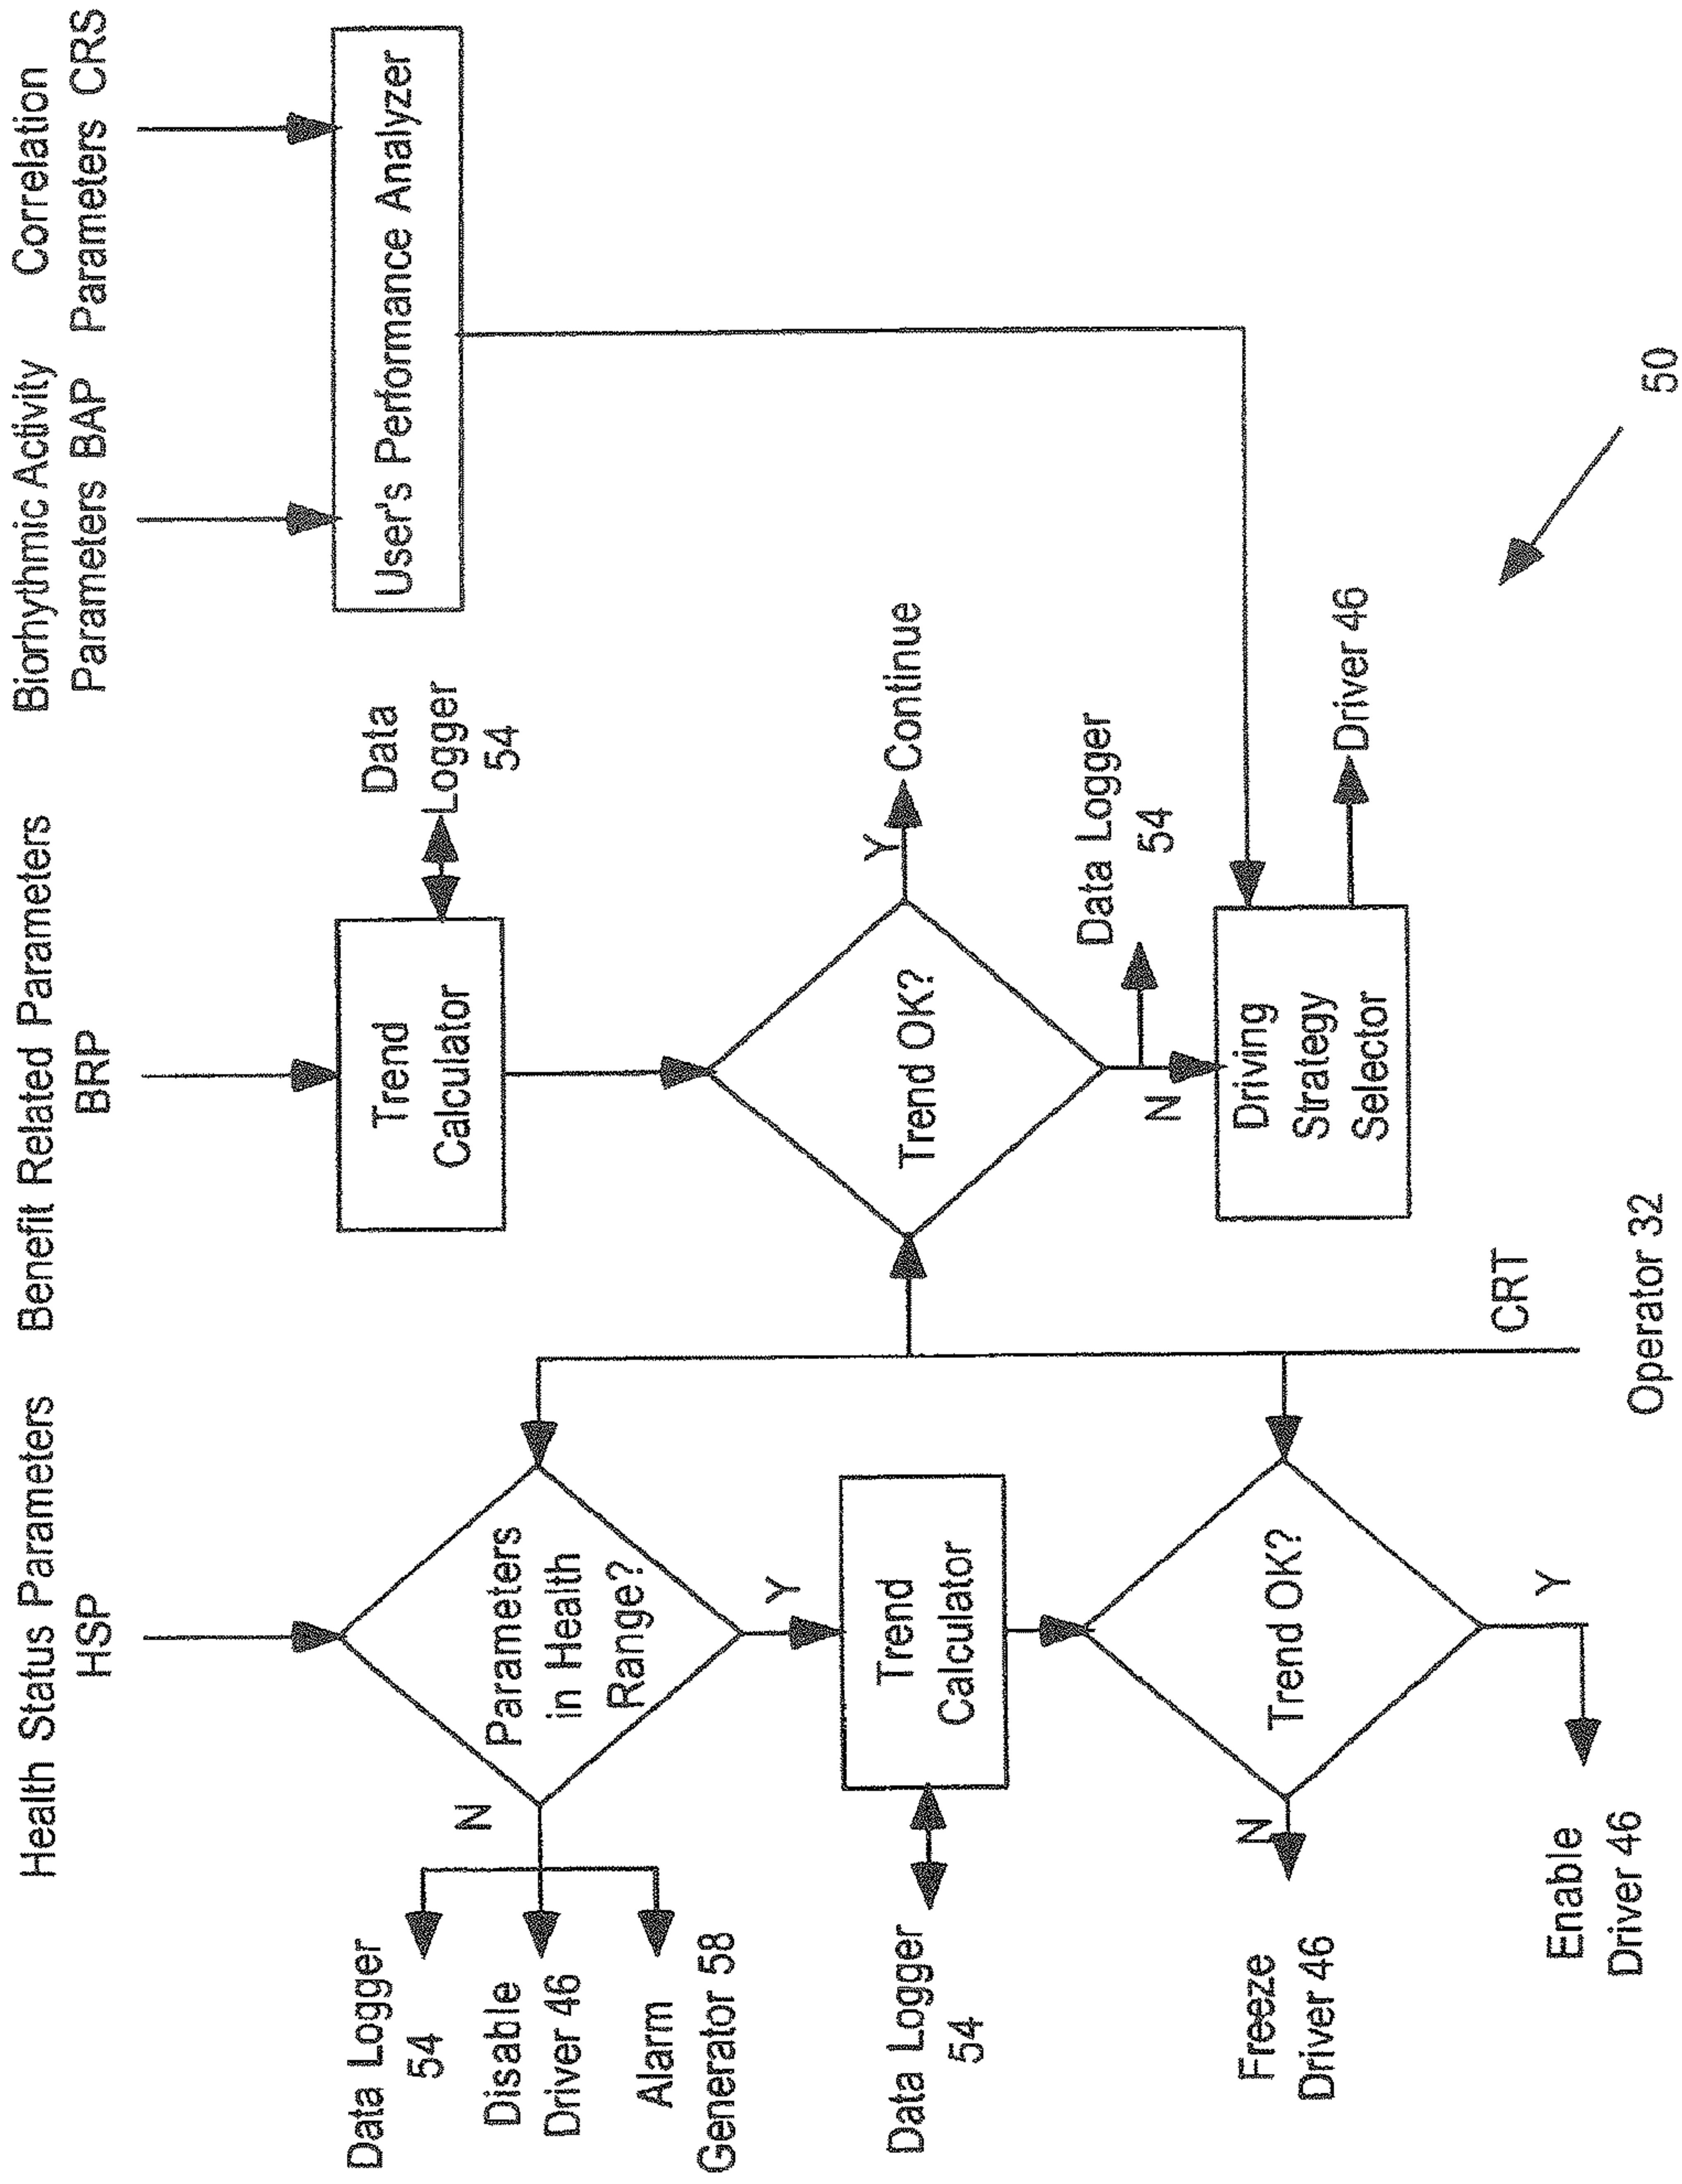 Health Status Parameters
HSP
Benefit Related Parameters
BRP
Biorhythmic Activity
Parameters BAP
Correlation
Parameters CRS
User's Performance Analyzer
Trend
Calculator
Data
Logger
54
Parameters
in Health
Range?
N
Data Logger
54
Disable
Driver 46
Alarm
Generator 58
Y
Trend
Calculator
Data Logger
54
Trend OK?
Y
Continue
N
Data Logger
54
Driving
Strategy
Selector
Driver 46
Trend OK?
N
Freeze
Driver 46
Y
Enable
Driver 46
CRT
Operator 32
50